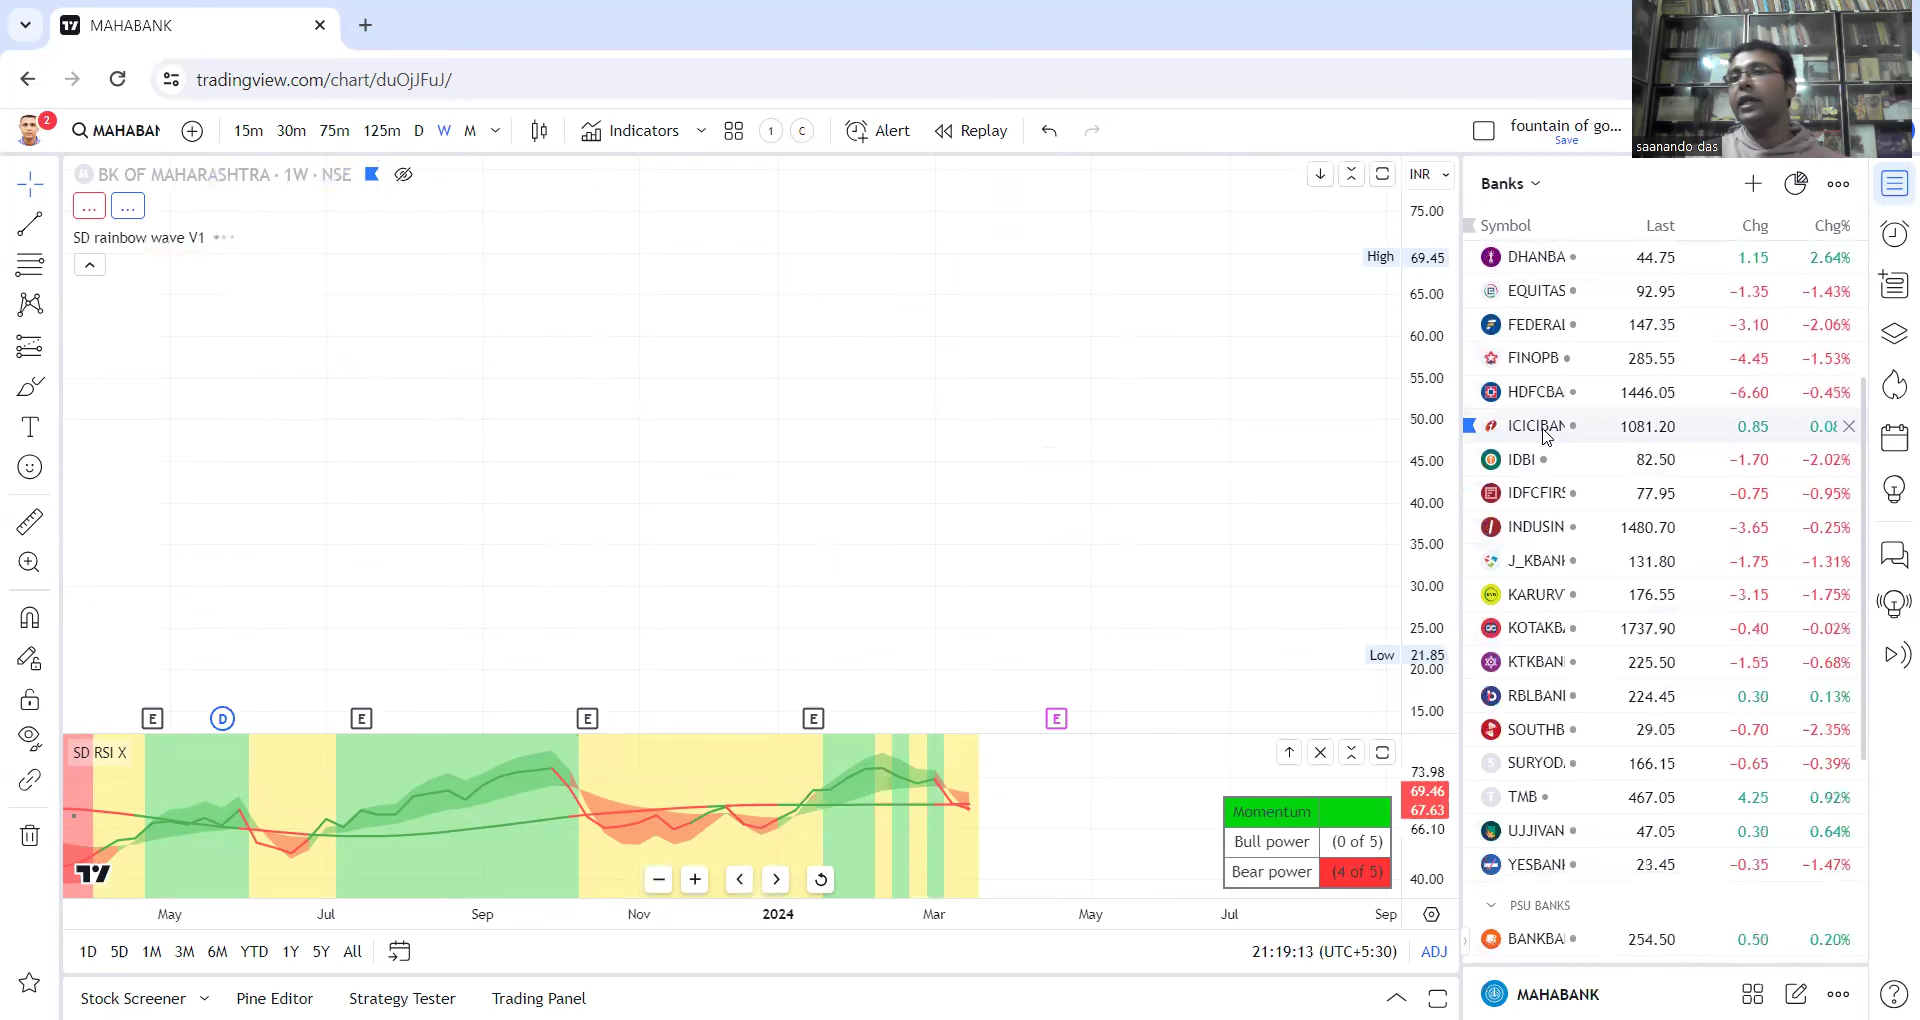 MAHABANK
tradingview.com/chart/duOjJFuJ/
2
MAHABAN
15m 30m 75m 125m D W M
Indicators
1
C
Alert
Replay
fountain of go...
Save
saanando das
M BK OF MAHARASHTRA · 1W · NSE
...
...
SD rainbow wave V1
INR
75.00
High 69.45
65.00
60.00
55.00
50.00
45.00
40.00
35.00
30.00
25.00
Low 21.85
20.00
15.00
E D E E E E
SD RSI X
73.98
69.46
67.63
66.10
40.00
Momentum
Bull power (0 of 5)
Bear power (4 of 5)
May Jul Sep Nov 2024 Mar May Jul Sep
1D 5D 1M 3M 6M YTD 1Y 5Y All
21:19:13 (UTC+5:30) ADJ
Stock Screener Pine Editor Strategy Tester Trading Panel
Banks
Symbol Last Chg Chg%
DHANBA 44.75 1.15 2.64%
EQUITAS 92.95 −1.35 −1.43%
FEDERAL 147.35 −3.10 −2.06%
FINOPB 285.55 −4.45 −1.53%
HDFCBA 1446.05 −6.60 −0.45%
ICICIBAN 1081.20 0.85 0.08
IDBI 82.50 −1.70 −2.02%
IDFCFIRS 77.95 −0.75 −0.95%
INDUSIN 1480.70 −3.65 −0.25%
J_KBANK 131.80 −1.75 −1.31%
KARURV 176.55 −3.15 −1.75%
KOTAKBA 1737.90 −0.40 −0.02%
KTKBAN 225.50 −1.55 −0.68%
RBLBANK 224.45 0.30 0.13%
SOUTHB 29.05 −0.70 −2.35%
S SURYODA 166.15 −0.65 −0.39%
T TMB 467.05 4.25 0.92%
UJJIVAN 47.05 0.30 0.64%
YESBANK 23.45 −0.35 −1.47%
PSU BANKS
BANKBA 254.50 0.50 0.20%
MAHABANK